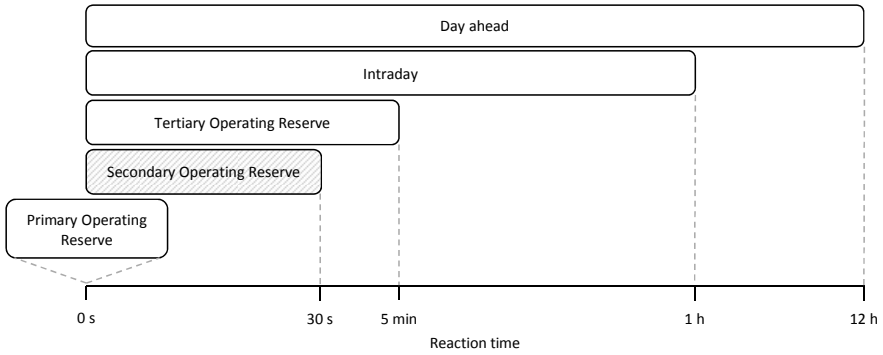 Day ahead
Intraday
Tertiary Operating Reserve
Secondary Operating Reserve
Primary Operating
Reserve
0 s
30 s
5 min
1 h
12 h
Reaction time